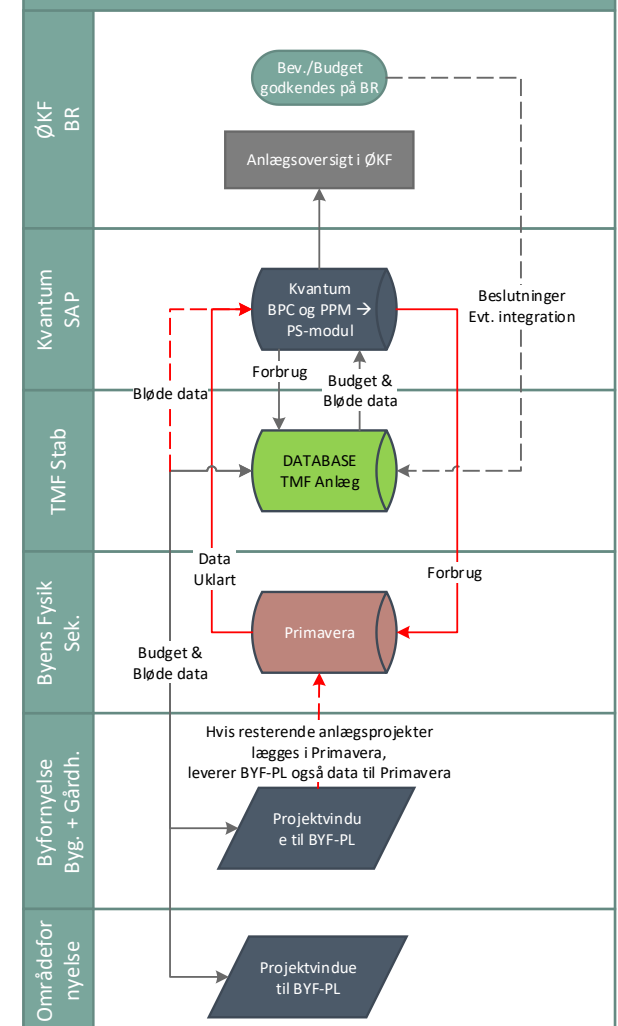 ØKF
BR
Bev./Budget
godkendes på BR
Anlægsoversigt i ØKF
Kvantum
SAP
Kvantum
BPC og PPM →
PS-modul
Beslutninger
Evt. integration
Forbrug
Budget &
Bløde data
Bløde data
TMF Stab
DATABASE
TMF Anlæg
Data
Uklart
Forbrug
Byens Fysik
Sek.
Primavera
Budget &
Bløde data
Byfornyelse
Byg. + Gårdh.
Hvis resterende anlægsprojekter
lægges i Primavera,
leverer BYF-PL også data til Primavera
Projektvindu
e til BYF-PL
Områdefor
nyelse
Projektvindue
til BYF-PL